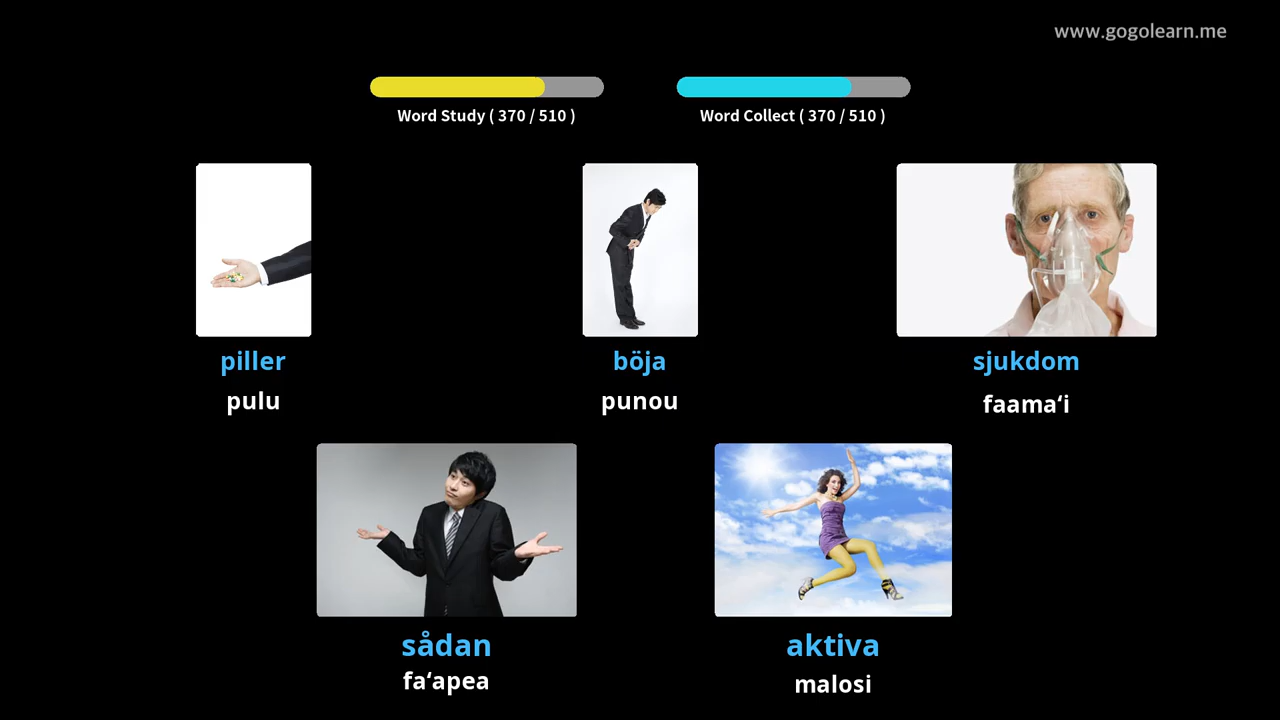 www.gogolearn.me
Word Study ( 370 / 510 )
Word Collect ( 370 / 510 )
piller
böja
sjukdom
pulu
punou
faamaʻi
sådan
aktiva
faʻapea
malosi